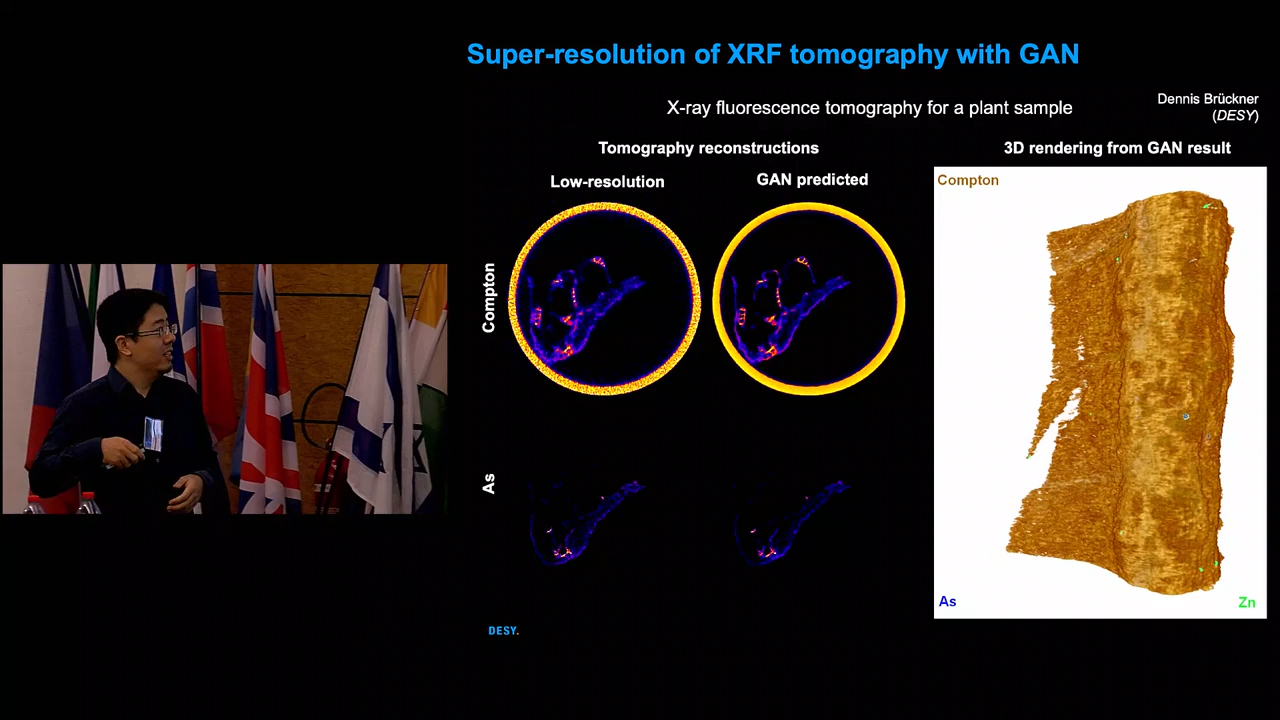 Super-resolution of XRF tomography with GAN
X-ray fluorescence tomography for a plant sample
Dennis Brückner
(DESY)
Tomography reconstructions
3D rendering from GAN result
Low-resolution
GAN predicted
Compton
Compton
As
As
Zn
DESY.